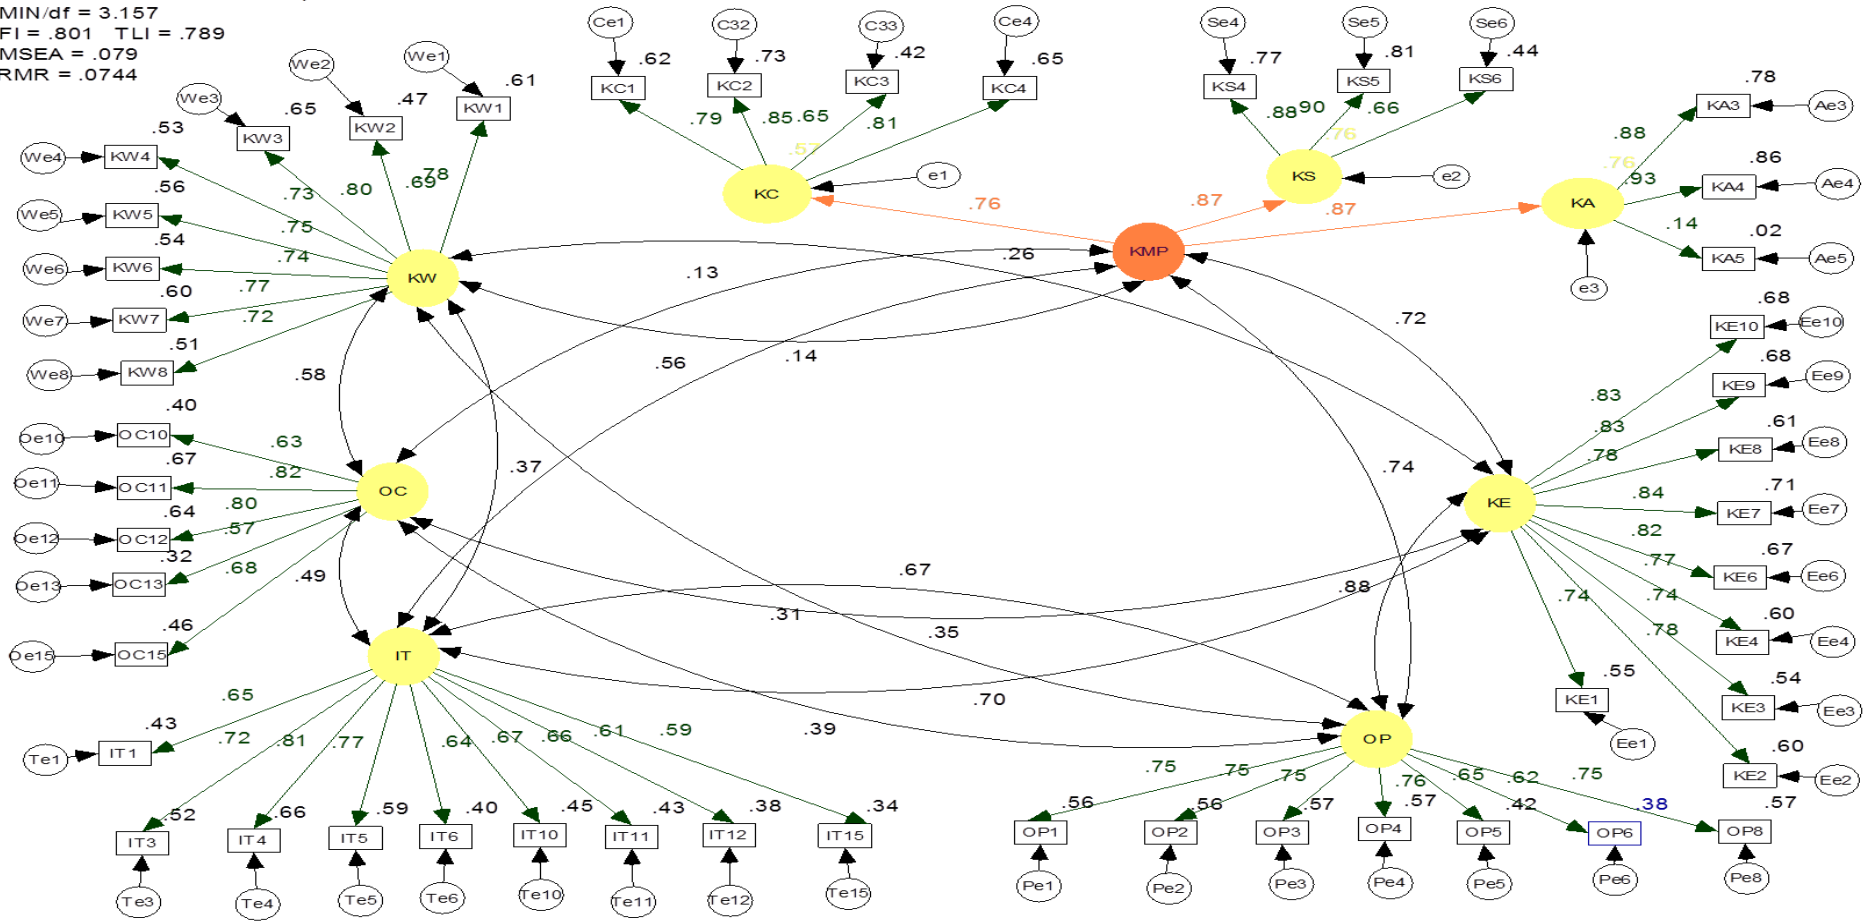 MIN/df = 3.157
FI = .801 TLI = .789
MSEA = .079
RMR = .0744
Ce1 C32 C33 Ce4
.62 .73 .42 .65
KC1 KC2 KC3 KC4
.79 .85 .65 .81
.57
KC
e1
Se4 Se5 Se6
.77 .81 .44
KS4 KS5 KS6
.88 .90 .66
.76
KS
e2
.78
KA3 Ae3
.88
.76
.86
.93 KA4 Ae4
KA
.14 .02
KA5 Ae5
e3
.76 .87 .87
KMP
We1 .61
We2 .47 KW1
We3 .65 KW2
.53 KW3
We4 KW4
.56
We5 KW5
.54
We6 KW6
.60
We7 KW7
.51
We8 KW8
.73 .80 .69 .78
.75
.74
.77
.72
KW
.13 .26
.56 .14
.72
.58
.37
.74
.40
Oe10 OC10 .63
.67
Oe11 OC11 .82
.64 .80
Oe12 OC12 .57
.32
Oe13 OC13 .68
.46
Oe15 OC15
OC
.49
.67 .88
.31 .35
.70
.39
.68
KE10 Ee10
.68
KE9 Ee9
.83
.83 .61
KE8 Ee8
.78
.71
.84 KE7 Ee7
KE
.82 .67
.77 KE6 Ee6
.74 .74 .60
KE4 Ee4
.78
.55 .54
KE1 KE3 Ee3
Ee1
.60
KE2 Ee2
IT
.65
.43
Te1 IT1
.72 .81 .77 .64 .67 .66 .61 .59
.52 .66 .59 .40 .45 .43 .38 .34
IT3 IT4 IT5 IT6 IT10 IT11 IT12 IT15
Te3 Te4 Te5 Te6 Te10 Te11 Te12 Te15
OP
.75 .75 .75 .76 .65 .62 .75
.56 .56 .57 .57 .42 .38 .57
OP1 OP2 OP3 OP4 OP5 OP6 OP8
Pe1 Pe2 Pe3 Pe4 Pe5 Pe6 Pe8